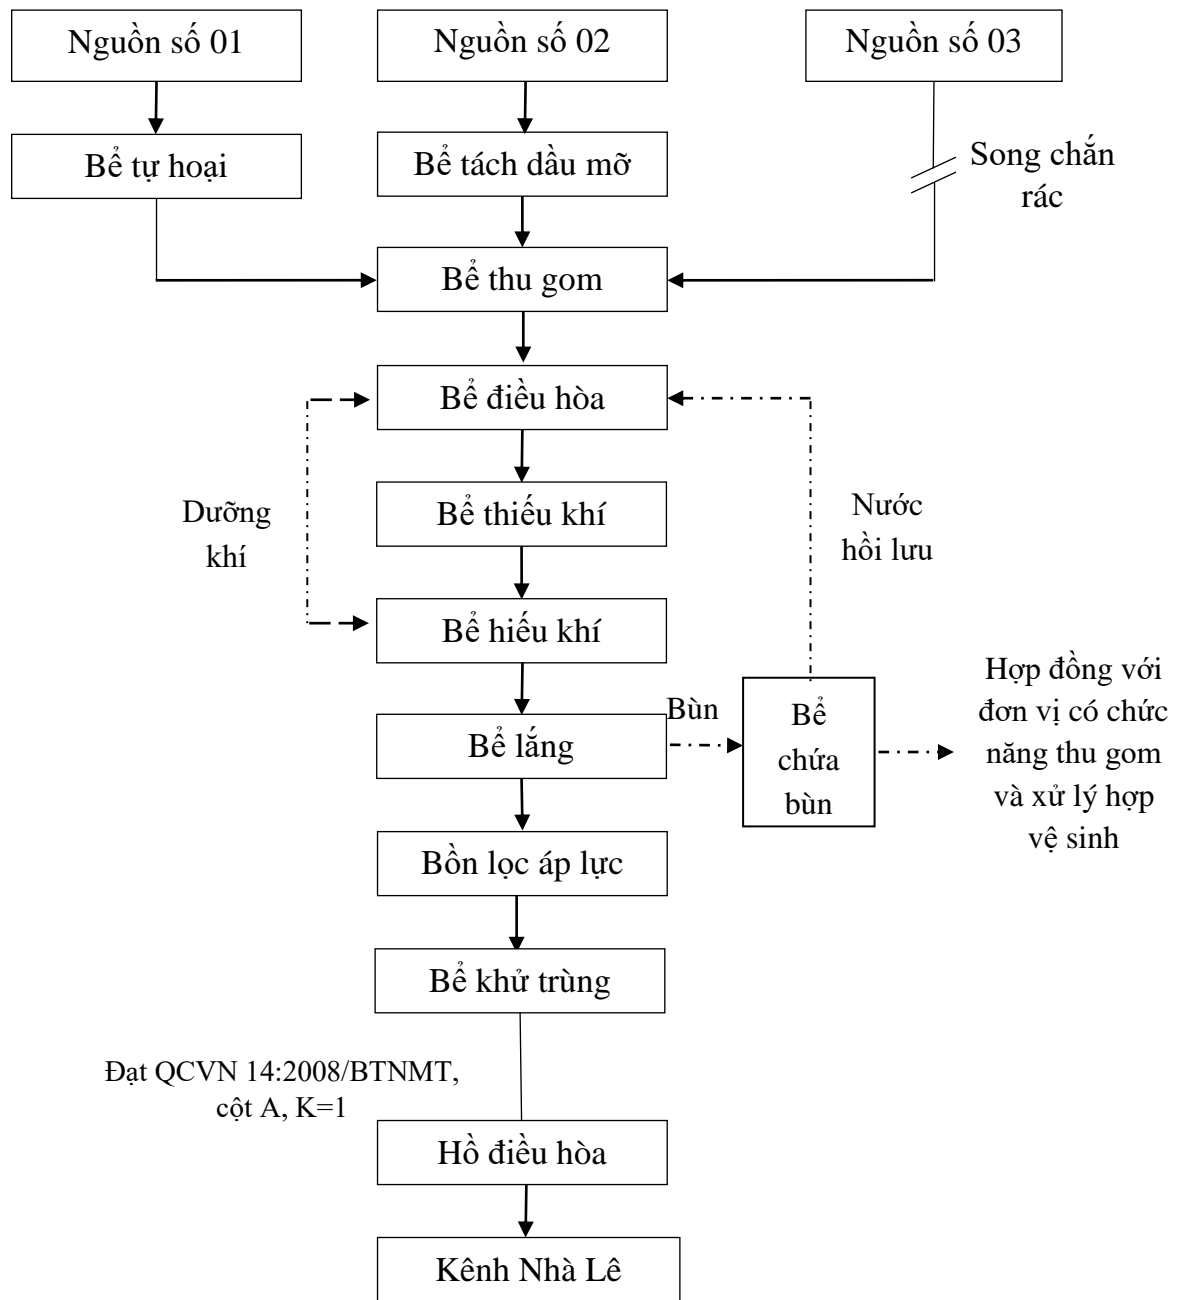 Nguồn số 01
Nguồn số 02
Nguồn số 03
Bể tự hoại
Bể tách dầu mỡ
Song chắn
rác
Bể thu gom
Bể điều hòa
Dưỡng
khí
Bể thiếu khí
Nước
hồi lưu
Bể hiếu khí
Bể lắng
Bùn
Bể
chứa
bùn
Hợp đồng với
đơn vị có chức
năng thu gom
và xử lý hợp
vệ sinh
Bồn lọc áp lực
Bể khử trùng
Đạt QCVN 14:2008/BTNMT,
cột A, K=1
Hồ điều hòa
Kênh Nhà Lê